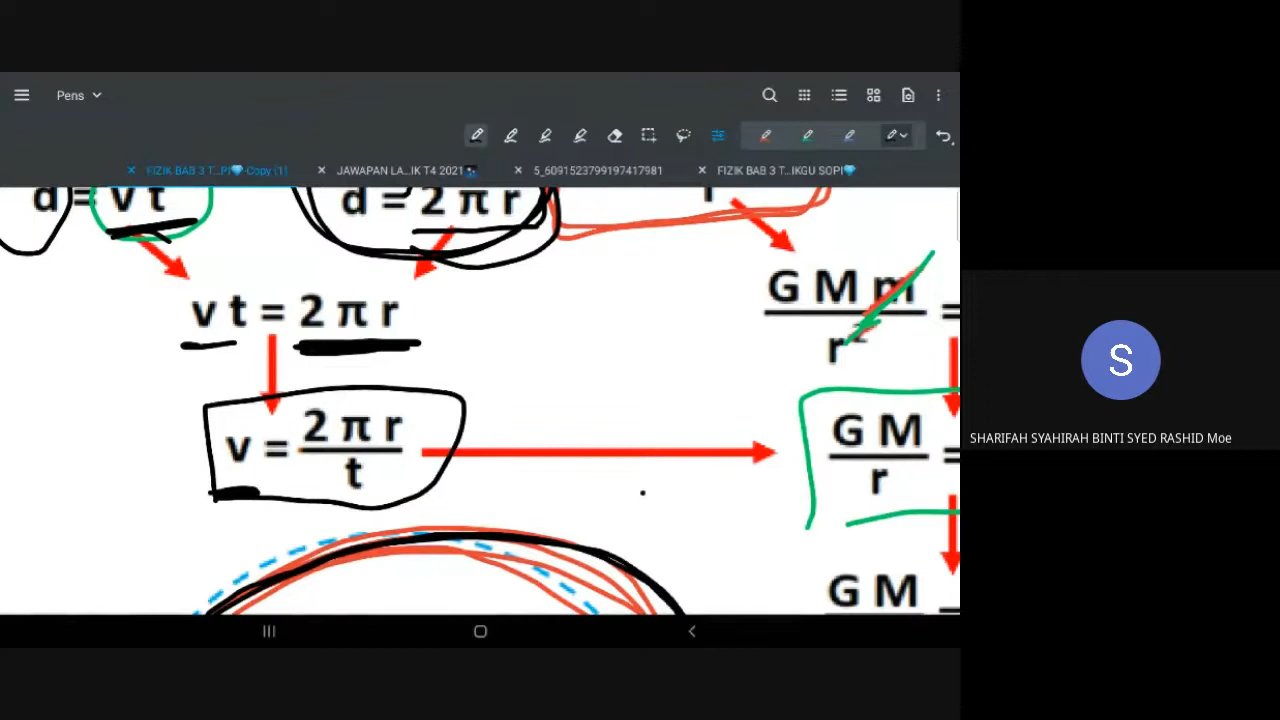 Pens
FIZIK BAB 3 T...P(💎 Copy (1)
JAWAPAN LA...IK T4 2021
5_6091523799197417981
FIZIK BAB 3 T...IKGU SOPI💎
d = v t
d = 2 π r
r
v t = 2 π r
G M m
r²
=
v = 2 π r
t
G M
r
=
G M
S
SHARIFAH SYAHIRAH BINTI SYED RASHID Moe